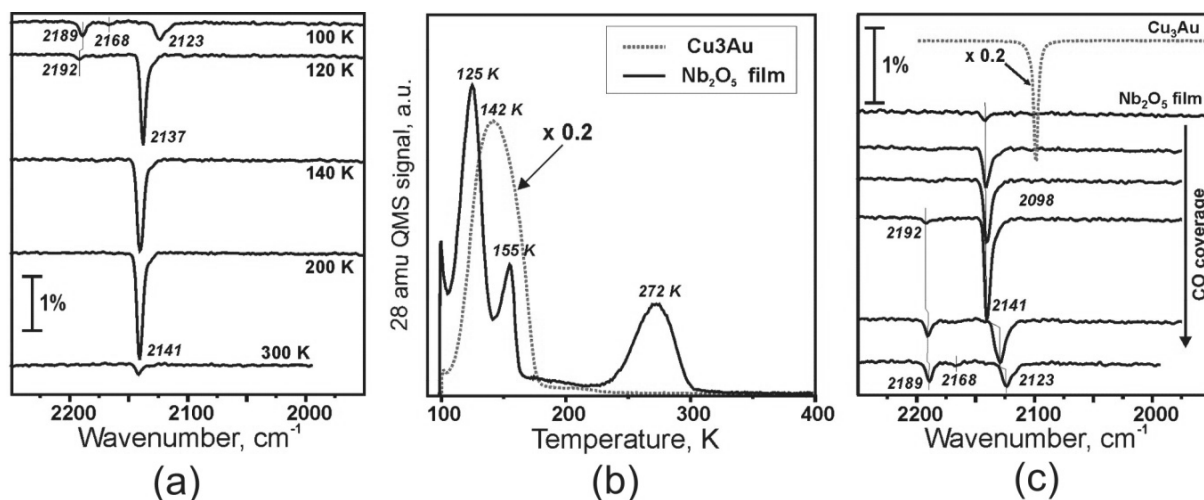 2189
2168
2123
100 K
2192
120 K
2137
140 K
200 K
1%
2141
300 K
2200
2100
2000
Wavenumber, cm⁻¹
(a)
28 amu QMS signal, a.u.
Cu3Au
Nb₂O₅ film
125 K
142 K
x 0.2
155 K
272 K
100
200
300
400
Temperature, K
(b)
Cu₃Au
1%
x 0.2
Nb₂O₅ film
2098
2192
2141
CO coverage
2189
2168
2123
2200
2100
2000
Wavenumber, cm⁻¹
(c)